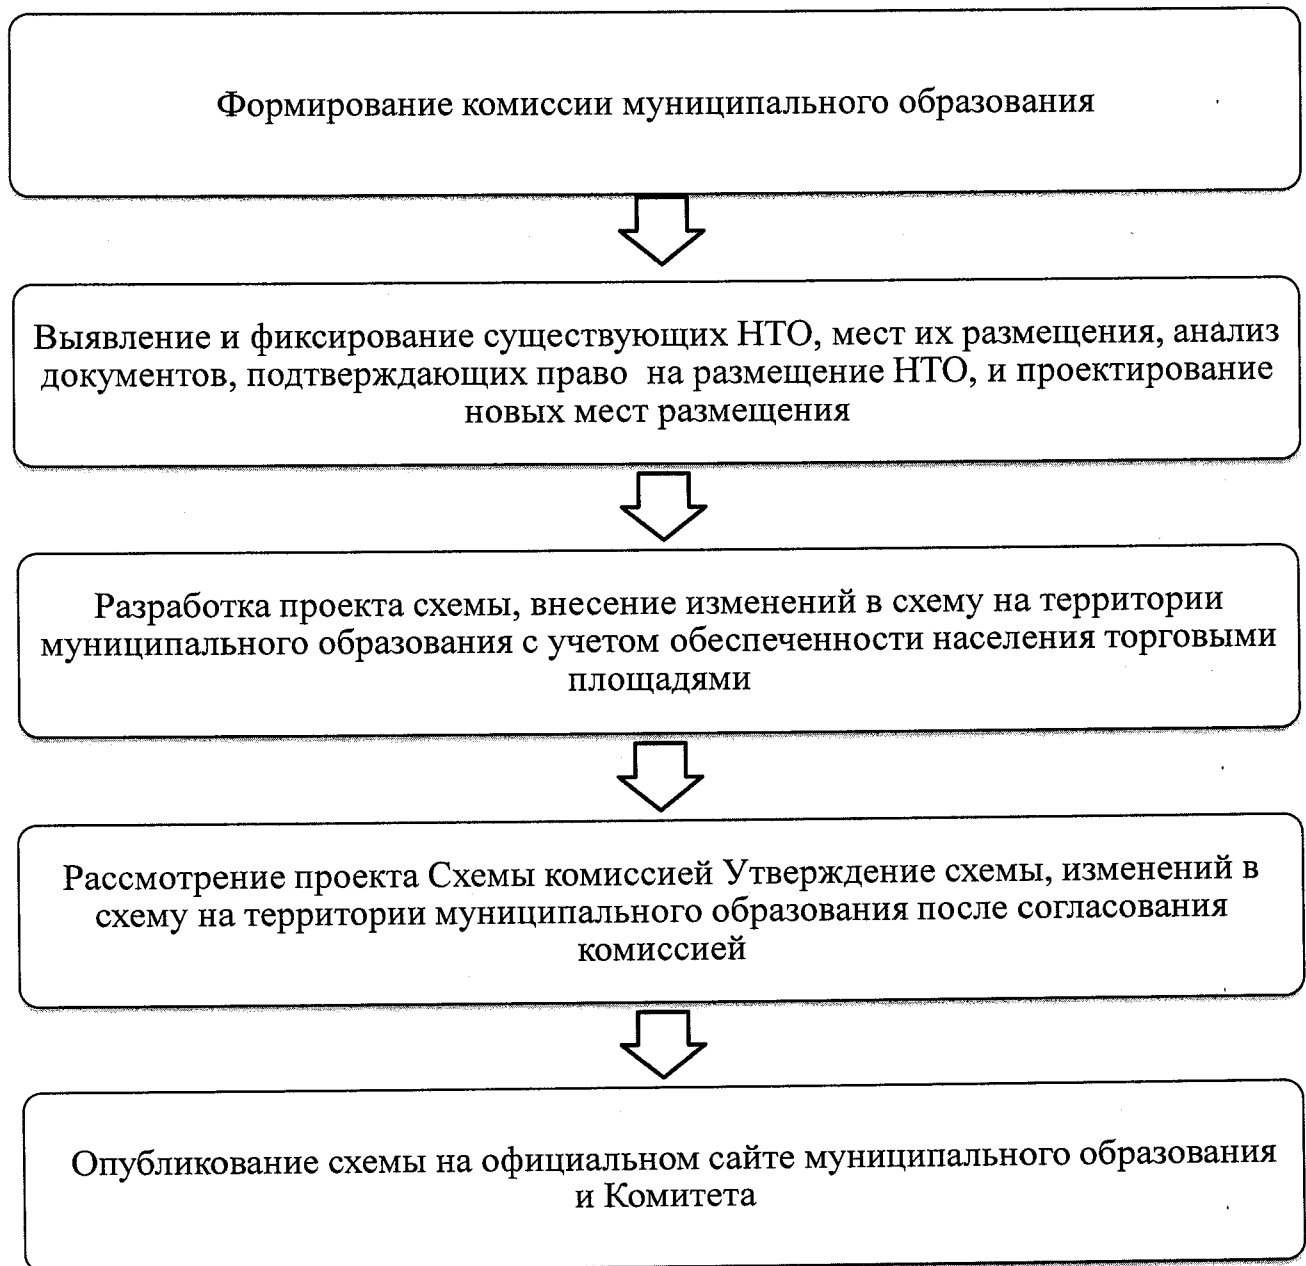 Формирование комиссии муниципального образования
Выявление и фиксирование существующих НТО, мест их размещения, анализ
документов, подтверждающих право на размещение НТО, и проектирование
новых мест размещения
Разработка проекта схемы, внесение изменений в схему на территории
муниципального образования с учетом обеспеченности населения торговыми
площадями
Рассмотрение проекта Схемы комиссией Утверждение схемы, изменений в
схему на территории муниципального образования после согласования
комиссией
Опубликование схемы на официальном сайте муниципального образования
и Комитета